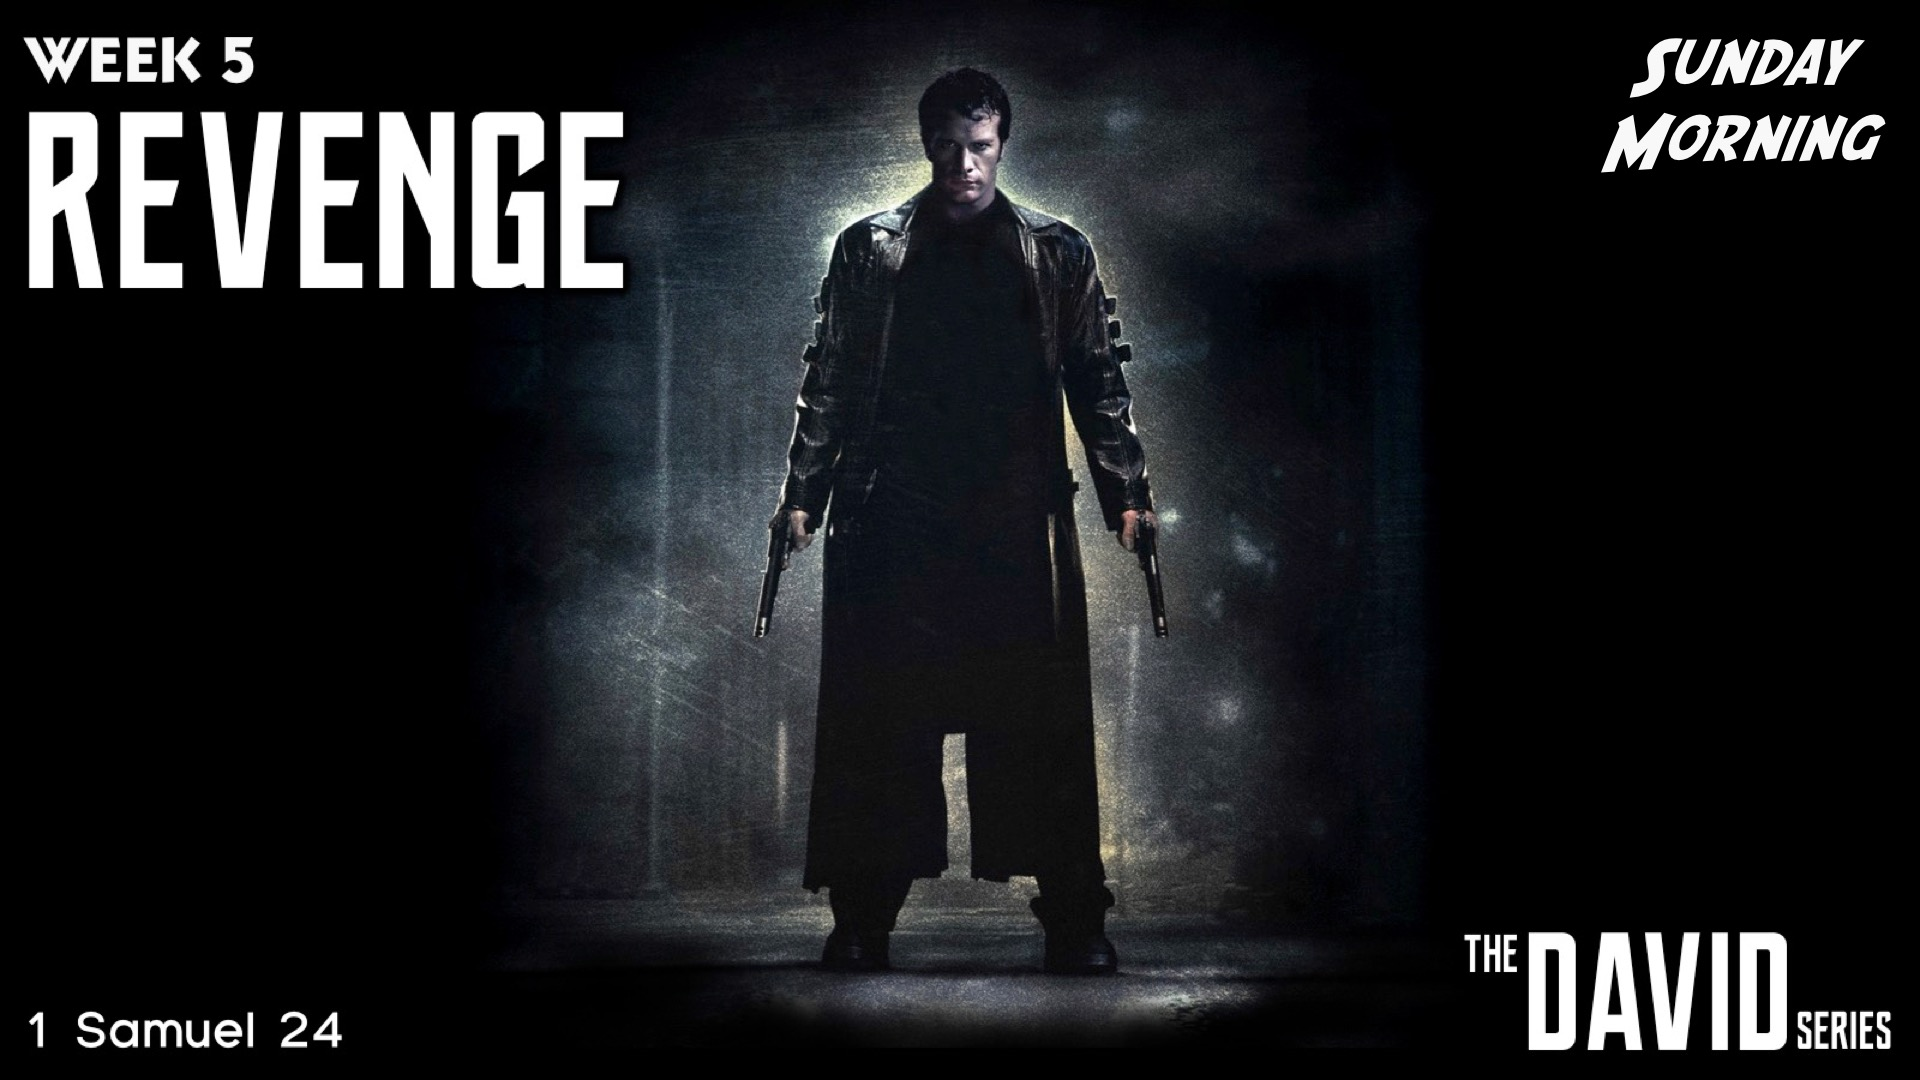 WEEK 5
REVENGE
SUNDAY
MORNING
1 Samuel 24
THE DAVID SERIES